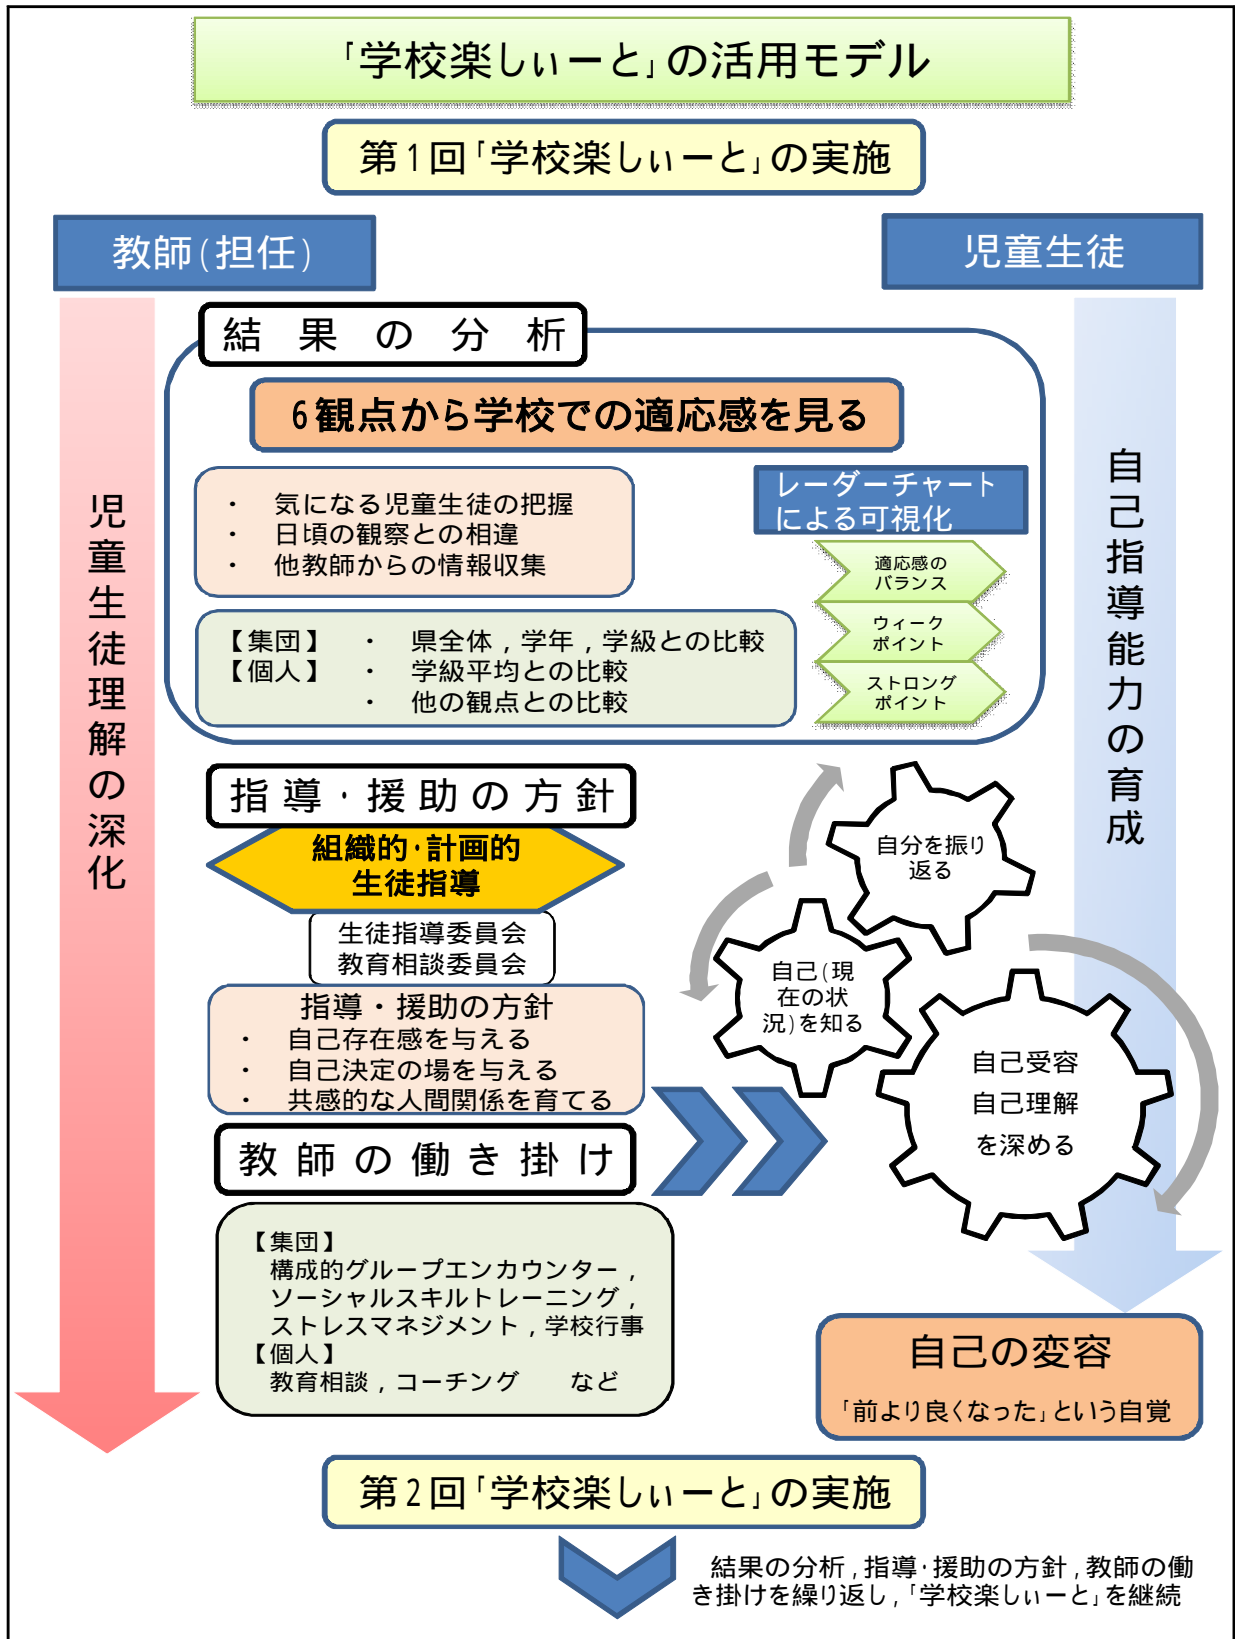 「学校楽しぃーと」の活用モデル
第1回「学校楽しぃーと」の実施
教師(担任)
児童生徒
児童生徒理解の深化
自己指導能力の育成
結果の分析
6観点から学校での適応感を見る
・ 気になる児童生徒の把握
・ 日頃の観察との相違
・ 他教師からの情報収集
レーダーチャート
による可視化
適応感の
バランス
ウィーク
ポイント
ストロング
ポイント
【集団】 ・ 県全体，学年，学級との比較
【個人】 ・ 学級平均との比較
・ 他の観点との比較
指導・援助の方針
組織的・計画的
生徒指導
生徒指導委員会
教育相談委員会
指導・援助の方針
・ 自己存在感を与える
・ 自己決定の場を与える
・ 共感的な人間関係を育てる
自分を振り
返る
自己(現
在の状
況)を知る
自己受容
自己理解
を深める
教師の働き掛け
【集団】
構成的グループエンカウンター，
ソーシャルスキルトレーニング，
ストレスマネジメント，学校行事
【個人】
教育相談，コーチング など
自己の変容
「前より良くなった」という自覚
第2回「学校楽しぃーと」の実施
結果の分析，指導・援助の方針，教師の働
き掛けを繰り返し，「学校楽しぃーと」を継続